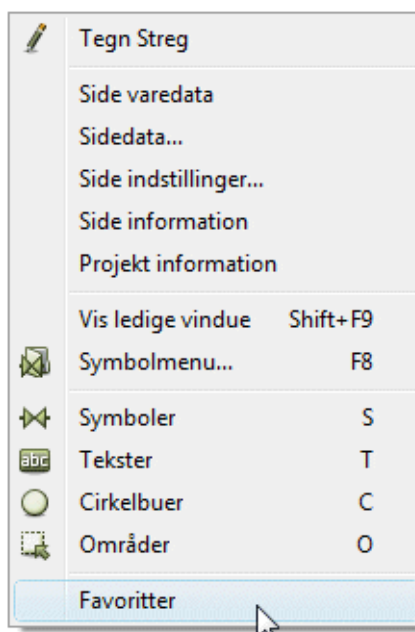 Tegn Streg
Side varedata
Sidedata...
Side indstillinger...
Side information
Projekt information
Vis ledige vindue Shift+F9
Symbolmenu... F8
Symboler S
abc Tekster T
Cirkelbuer C
Områder O
Favoritter